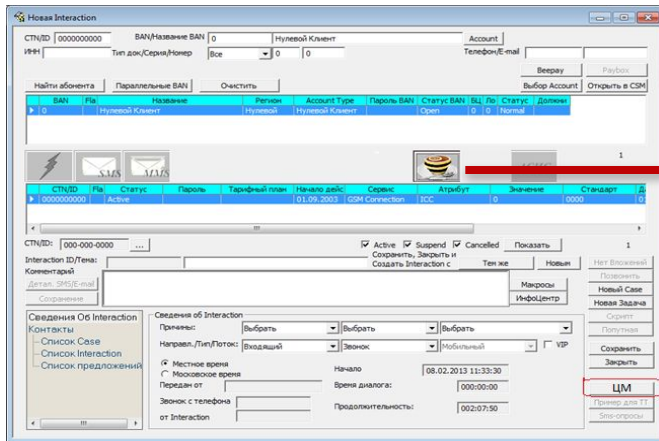 Новая Interaction
CTN/ID 0000000000 BAN/Название BAN 0 Нулевой Клиент Account
ИНН Тип док/Серия/Номер Все 0 0 Телефон/E-mail
Beepay Paybox
Найти абонента Параллельные BAN Очистить Выбор Account Открыть в CSM
BAN Fla Название Регион Account Type Пароль BAN Статус BAN БЦ Ло Статус Должни
0 Нулевой Клиент Нулевой Нулевой Клиент Open 0 0 Normal
SMS MMS 1
CTN/ID Fla Статус Пароль Тарифный план Начало дейс Сервис Атрибут Значение Стандарт Д
0000000000 Active 01.09.2003 GSM Connection ICC 0 0000 0
CTN/ID: 000-000-0000 ... Active Suspend Cancelled Показать 1
Interaction ID/Тема: Сохранить, Закрыть и
Создать Interaction с Тем же Новым Нет Вложений
Комментарий Позвонить
Детал. SMS/E-mail Макросы Новый Case
Сохранение ИнфоЦентр Новая Задача
Сведения Об Interaction Сведения об Interaction Скрипт
Контакты Причины: Выбрать Выбрать Выбрать Попутная
Список Case Направл./Тип/Поток: Входящий Звонок Мобильный VIP
Список Interaction Сохранить
Список предложений Местное время Начало 08.02.2013 11:33:30 Закрыть
Московское время
Передан от Время диалога: 000:00:00 ЦМ
Звонок с телефона Продолжительность: 002:07:50 Пример для ТТ
от Interaction Sms-опросы